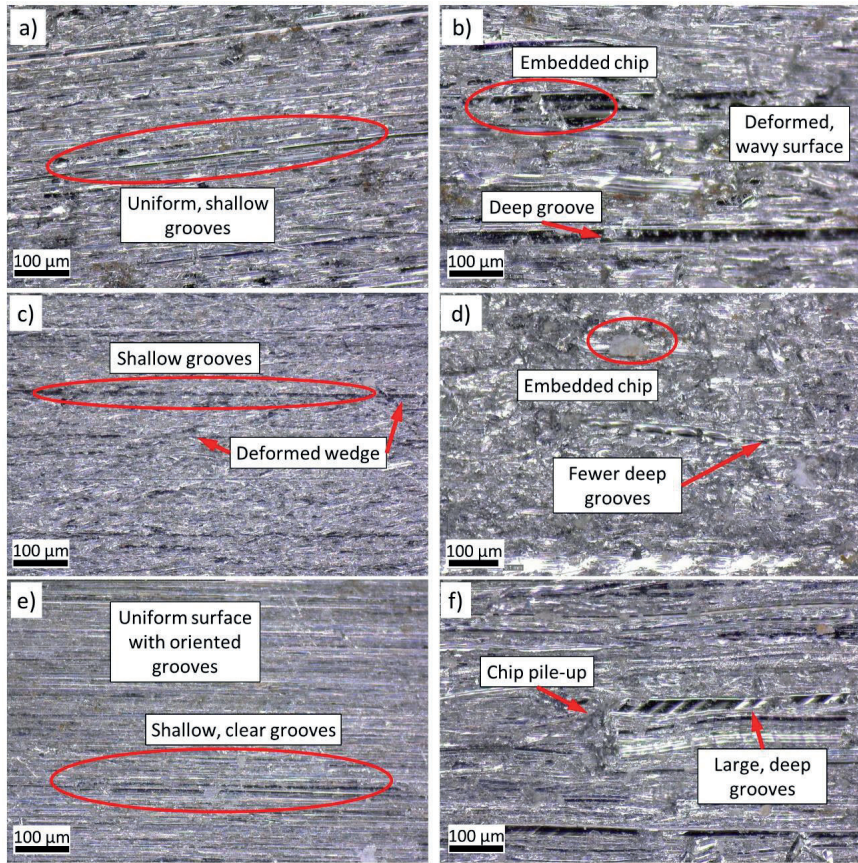 a)
Uniform, shallow
grooves
100 µm
b)
Embedded chip
Deformed,
wavy surface
Deep groove
100 µm
c)
Shallow grooves
Deformed wedge
100 µm
d)
Embedded chip
Fewer deep
grooves
100 µm
e)
Uniform surface
with oriented
grooves
Shallow, clear grooves
100 µm
f)
Chip pile-up
Large, deep
grooves
100 µm